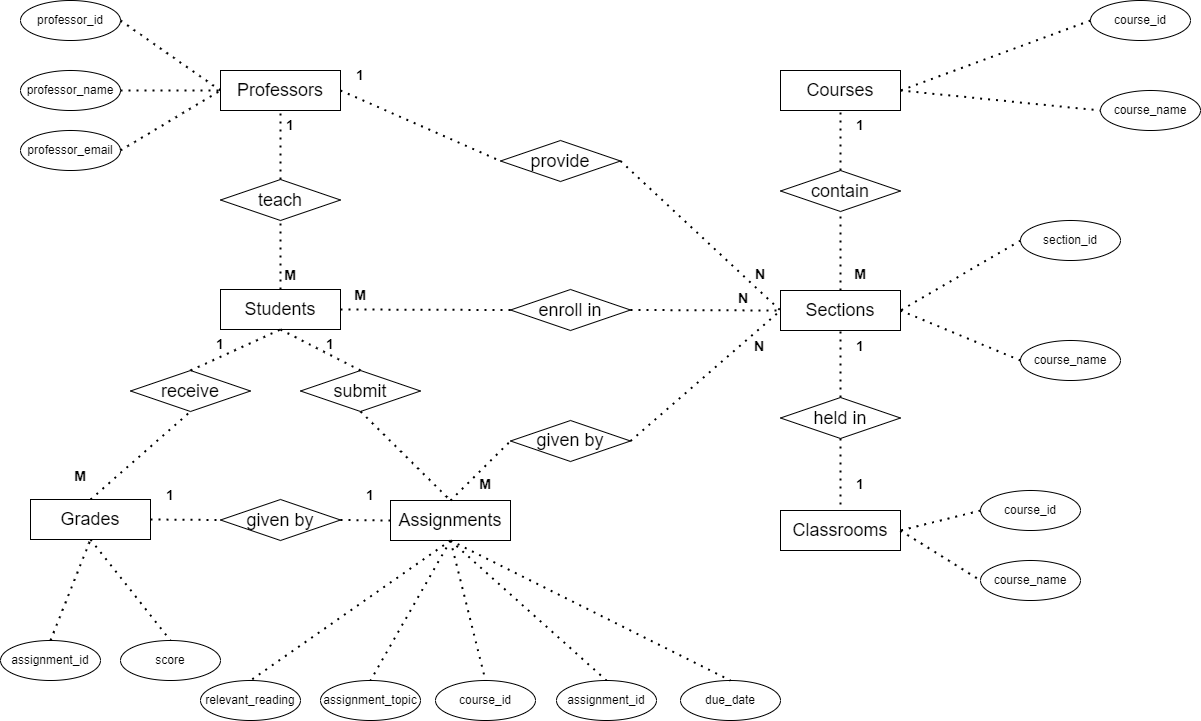 professor_id
course_id
1
Professors
Courses
professor_name
course_name
1
1
professor_email
provide
teach
contain
section_id
M
N
M
M
N
Students
enroll in
Sections
1
1
N
1
course_name
receive
submit
held in
given by
M
M
1
1
1
Grades
given by
Assignments
Classrooms
course_id
course_name
assignment_id
score
relevant_reading
assignment_topic
course_id
assignment_id
due_date